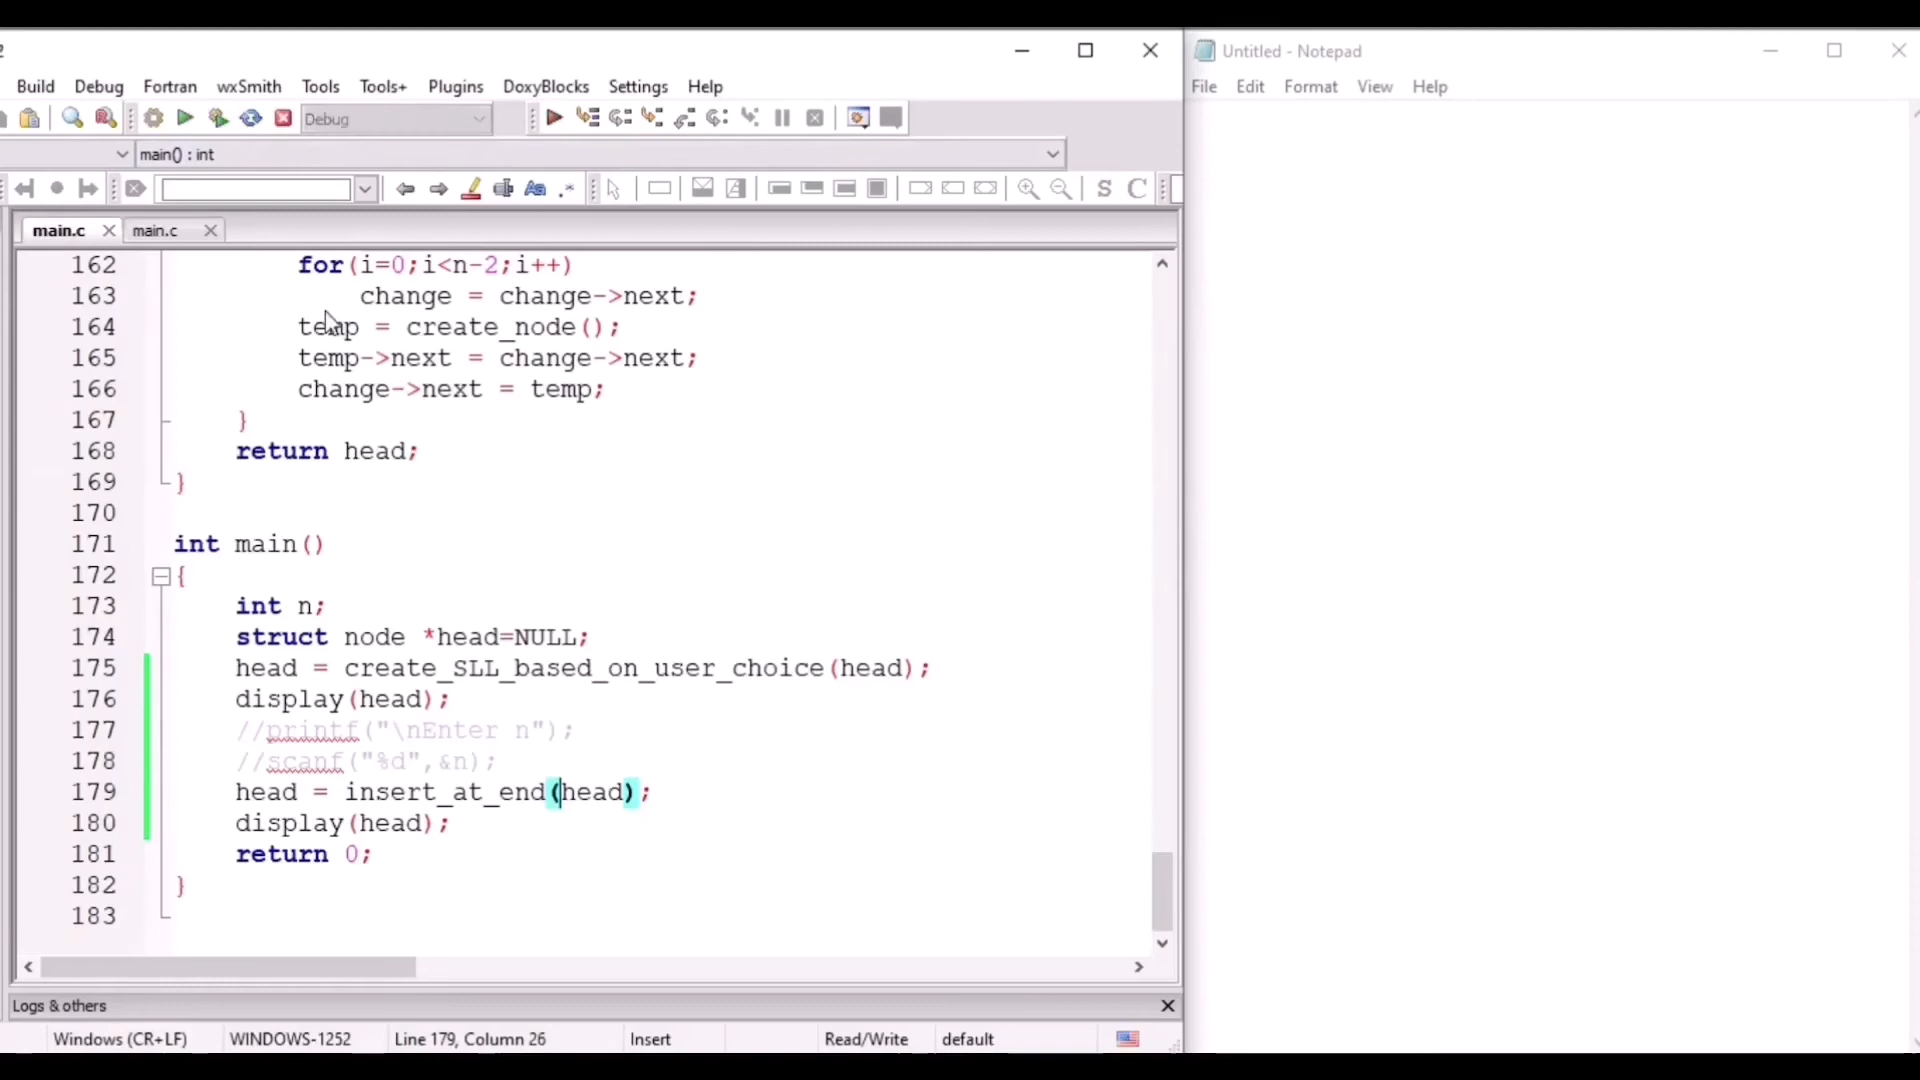 Build Debug Fortran wxSmith Tools Tools+ Plugins DoxyBlocks Settings Help
Debug
main() : int
S C
main.c main.c
162 for(i=0;i<n-2;i++)
163 change = change->next;
164 temp = create_node();
165 temp->next = change->next;
166 change->next = temp;
167 }
168 return head;
169 }
170
171 int main()
172 {
173 int n;
174 struct node *head=NULL;
175 head = create_SLL_based_on_user_choice(head);
176 display(head);
177 //printf("\nEnter n");
178 //scanf("%d",&n);
179 head = insert_at_end(head);
180 display(head);
181 return 0;
182 }
183
Logs & others
Windows (CR+LF) WINDOWS-1252 Line 179, Column 26 Insert Read/Write default
Untitled - Notepad
File Edit Format View Help